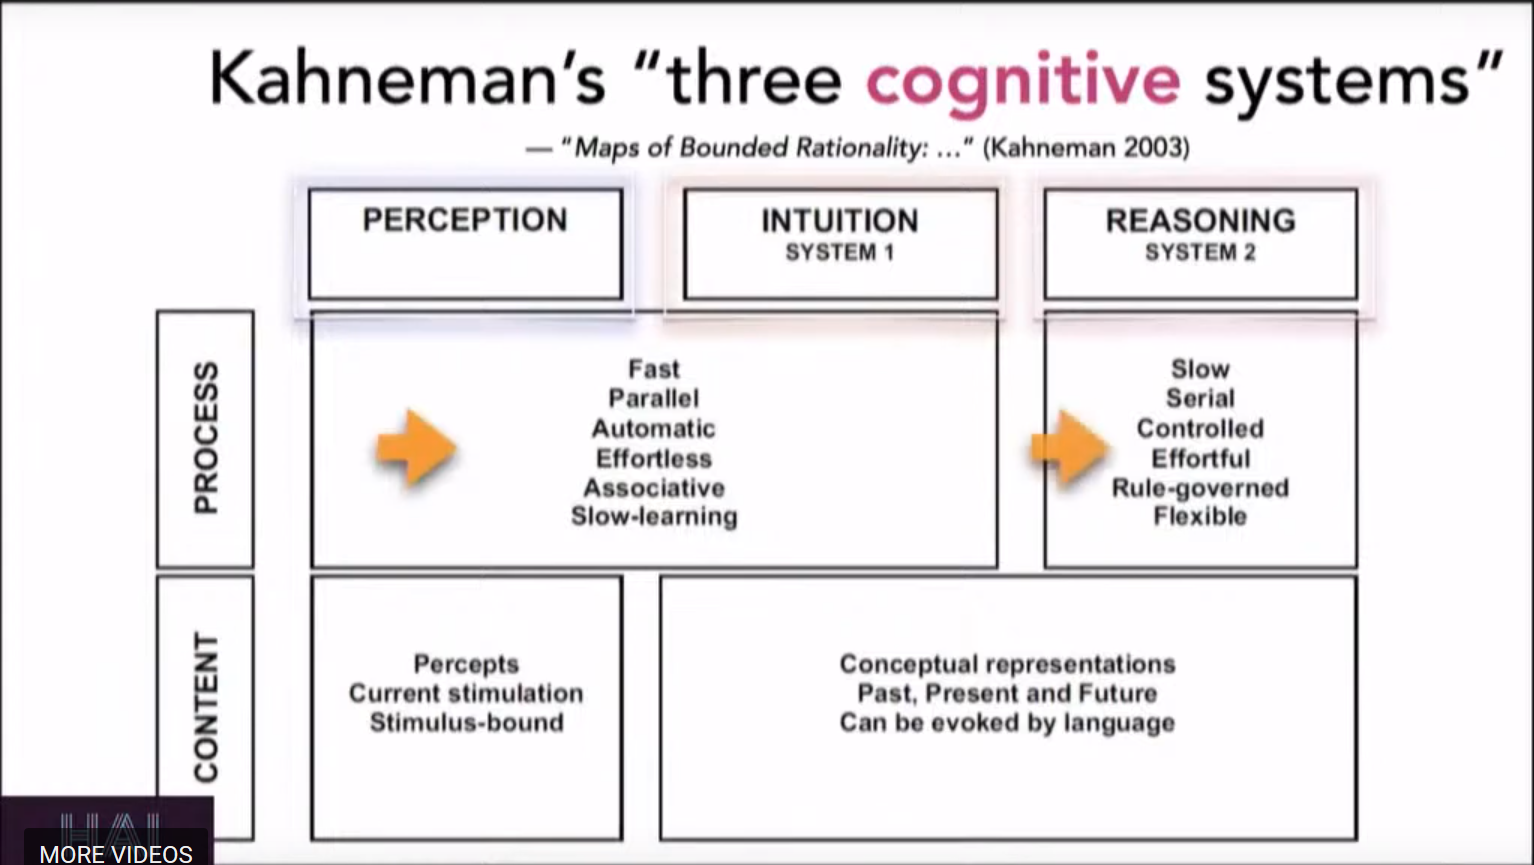 Kahneman's "three cognitive systems"
— "Maps of Bounded Rationality: ..." (Kahneman 2003)
PERCEPTION
INTUITION
SYSTEM 1
REASONING
SYSTEM 2
PROCESS
Fast
Parallel
Automatic
Effortless
Associative
Slow-learning
Slow
Serial
Controlled
Effortful
Rule-governed
Flexible
CONTENT
Percepts
Current stimulation
Stimulus-bound
Conceptual representations
Past, Present and Future
Can be evoked by language
HAI
MORE VIDEOS